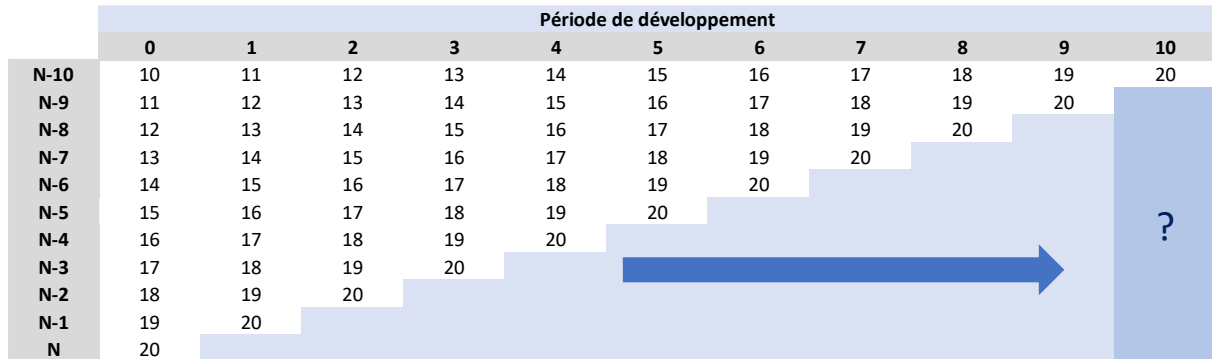 Période de développement
0 1 2 3 4 5 6 7 8 9 10
N-10 10 11 12 13 14 15 16 17 18 19 20
N-9 11 12 13 14 15 16 17 18 19 20
N-8 12 13 14 15 16 17 18 19 20
N-7 13 14 15 16 17 18 19 20
N-6 14 15 16 17 18 19 20
N-5 15 16 17 18 19 20
N-4 16 17 18 19 20
?
N-3 17 18 19 20
N-2 18 19 20
N-1 19 20
N 20